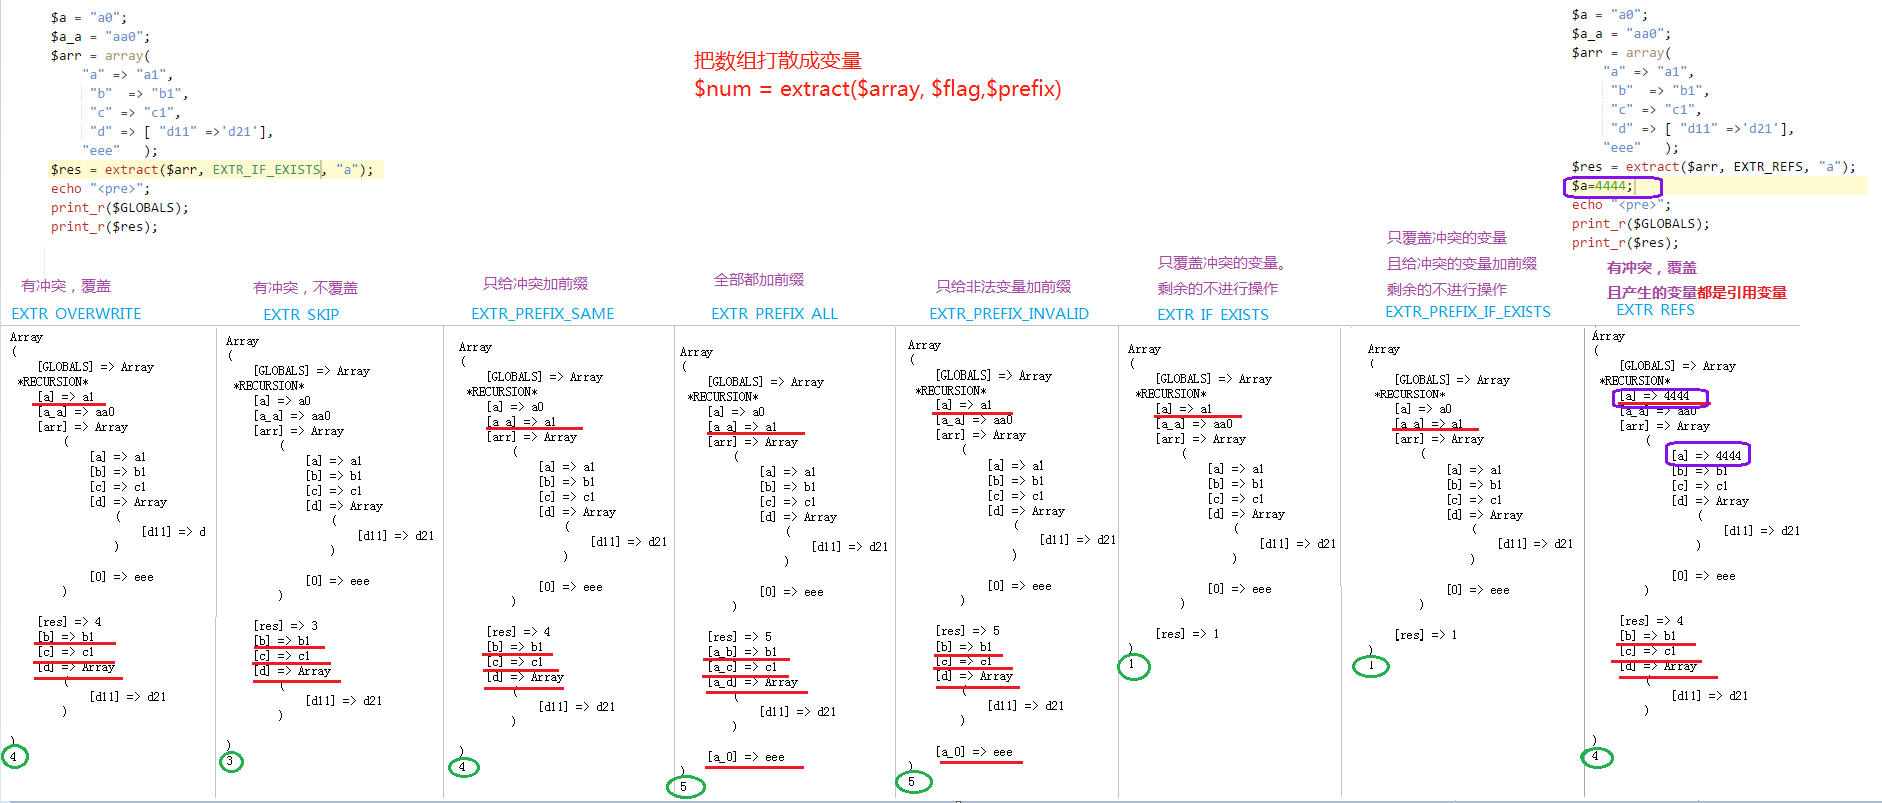 $a = "a0";
$a_a = "aa0";
$arr = array(
"a" => "a1",
"b"  => "b1",
"c" => "c1",
"d" => [ "d11" =>'d21'],
"eee"   );
$res = extract($arr, EXTR_IF_EXISTS, "a");
echo "<pre>";
print_r($GLOBALS);
print_r($res);
把数组打散成变量
$num = extract($array, $flag,$prefix)
$a = "a0";
$a_a = "aa0";
$arr = array(
"a" => "a1",
"b"  => "b1",
"c" => "c1",
"d" => [ "d11" =>'d21'],
"eee"   );
$res = extract($arr, EXTR_REFS, "a");
$a=4444;
echo "<pre>";
print_r($GLOBALS);
print_r($res);
有冲突，覆盖
EXTR OVERWRITE
Array
(
[GLOBALS] => Array
*RECURSION*
[a] => a1
[a_a] => aa0
[arr] => Array
(
[a] => a1
[b] => b1
[c] => c1
[d] => Array
(
[d11] => d
)
[0] => eee
)
[res] => 4
[b] => b1
[c] => c1
[d] => Array
(
[d11] => d21
)
)
4
有冲突，不覆盖
EXTR SKIP
Array
(
[GLOBALS] => Array
*RECURSION*
[a] => a0
[a_a] => aa0
[arr] => Array
(
[a] => a1
[b] => b1
[c] => c1
[d] => Array
(
[d11] => d21
)
[0] => eee
)
[res] => 3
[b] => b1
[c] => c1
[d] => Array
(
[d11] => d21
)
)
3
只给冲突加前缀
EXTR_PREFIX_SAME
Array
(
[GLOBALS] => Array
*RECURSION*
[a] => a0
[a_a] => a1
[arr] => Array
(
[a] => a1
[b] => b1
[c] => c1
[d] => Array
(
[d11] => d21
)
[0] => eee
)
[res] => 4
[b] => b1
[c] => c1
[d] => Array
(
[d11] => d21
)
)
4
全部都加前缀
EXTR PREFIX ALL
Array
(
[GLOBALS] => Array
*RECURSION*
[a] => a0
[a_a] => a1
[arr] => Array
(
[a] => a1
[b] => b1
[c] => c1
[d] => Array
(
[d11] => d21
)
[0] => eee
)
[res] => 5
[a_b] => b1
[a_c] => c1
[a_d] => Array
(
[d11] => d21
)
[a_0] => eee
)
5
只给非法变量加前缀
EXTR_PREFIX_INVALID
Array
(
[GLOBALS] => Array
*RECURSION*
[a] => a1
[a_a] => aa0
[arr] => Array
(
[a] => a1
[b] => b1
[c] => c1
[d] => Array
(
[d11] => d21
)
[0] => eee
)
[res] => 5
[b] => b1
[c] => c1
[d] => Array
(
[d11] => d21
)
[a_0] => eee
)
5
只覆盖冲突的变量。
剩余的不进行操作
EXTR IF EXISTS
Array
(
[GLOBALS] => Array
*RECURSION*
[a] => a1
[a_a] => aa0
[arr] => Array
(
[a] => a1
[b] => b1
[c] => c1
[d] => Array
(
[d11] => d21
)
[0] => eee
)
[res] => 1
)
1
只覆盖冲突的变量
且给冲突的变量加前缀
剩余的不进行操作
EXTR_PREFIX_IF_EXISTS
Array
(
[GLOBALS] => Array
*RECURSION*
[a] => a0
[a_a] => a1
[arr] => Array
(
[a] => a1
[b] => b1
[c] => c1
[d] => Array
(
[d11] => d21
)
[0] => eee
)
[res] => 1
)
1
有冲突，覆盖
且产生的变量都是引用变量
EXTR REFS
Array
(
[GLOBALS] => Array
*RECURSION*
[a] => 4444
[a_a] => aa0
[arr] => Array
(
[a] => 4444
[b] => b1
[c] => c1
[d] => Array
(
[d11] => d21
)
[0] => eee
)
[res] => 4
[b] => b1
[c] => c1
[d] => Array
(
[d11] => d21
)
)
4